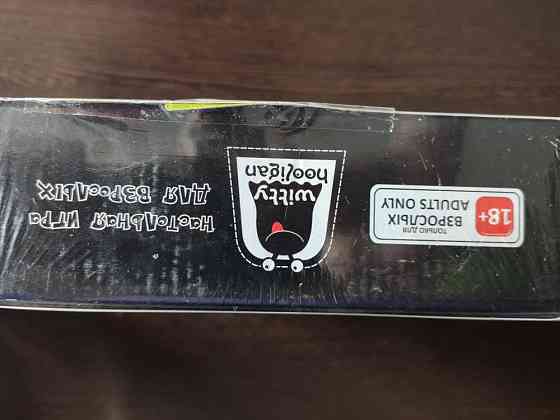 18+
только для
ВЗРОСЛЫХ
ADULTS ONLY
witty
hooligan
НАСТОЛЬНАЯ ИГРА
ДЛЯ ВЗРОСЛЫХ